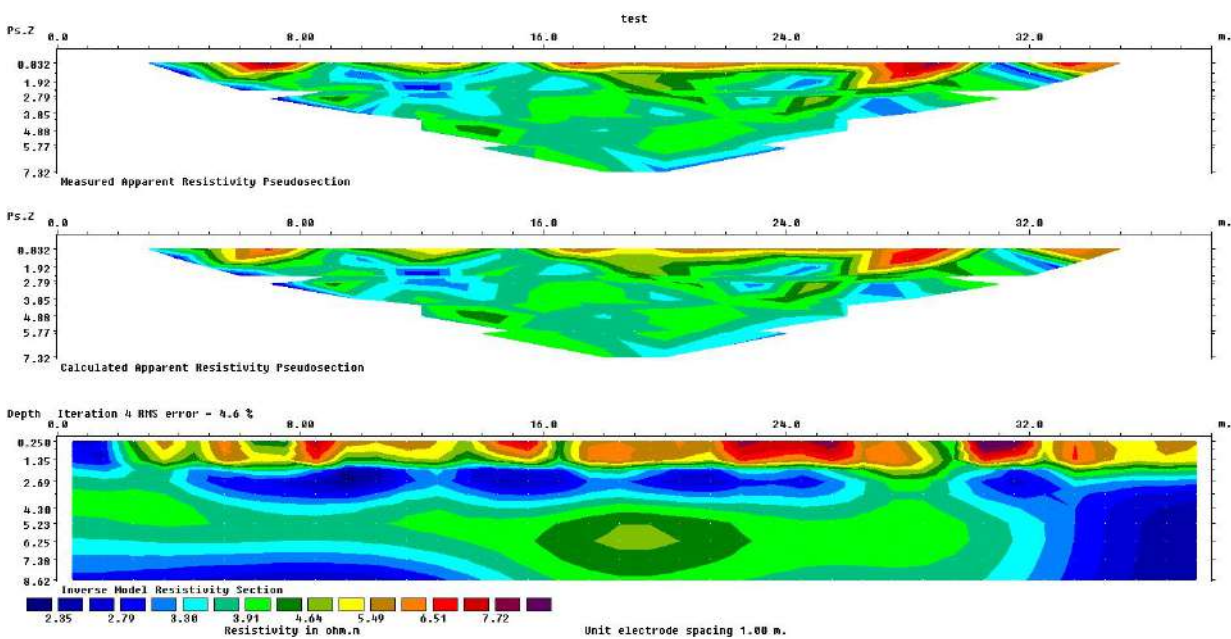 test
Ps.Z 0.0 8.00 16.0 24.0 32.0 m.
0.832
1.92
2.79
3.85
4.88
5.77
7.32
Measured Apparent Resistivity Pseudosection
Ps.Z 0.0 8.00 16.0 24.0 32.0 m.
0.832
1.92
2.79
3.85
4.88
5.77
7.32
Calculated Apparent Resistivity Pseudosection
Depth Iteration 4 RMS error = 4.6 %
0.0 8.00 16.0 24.0 32.0 m.
0.250
1.35
2.69
4.30
5.23
6.25
7.38
8.62
Inverse Model Resistivity Section
2.35 2.79 3.30 3.91 4.64 5.49 6.51 7.72
Resistivity in ohm.m Unit electrode spacing 1.00 m.